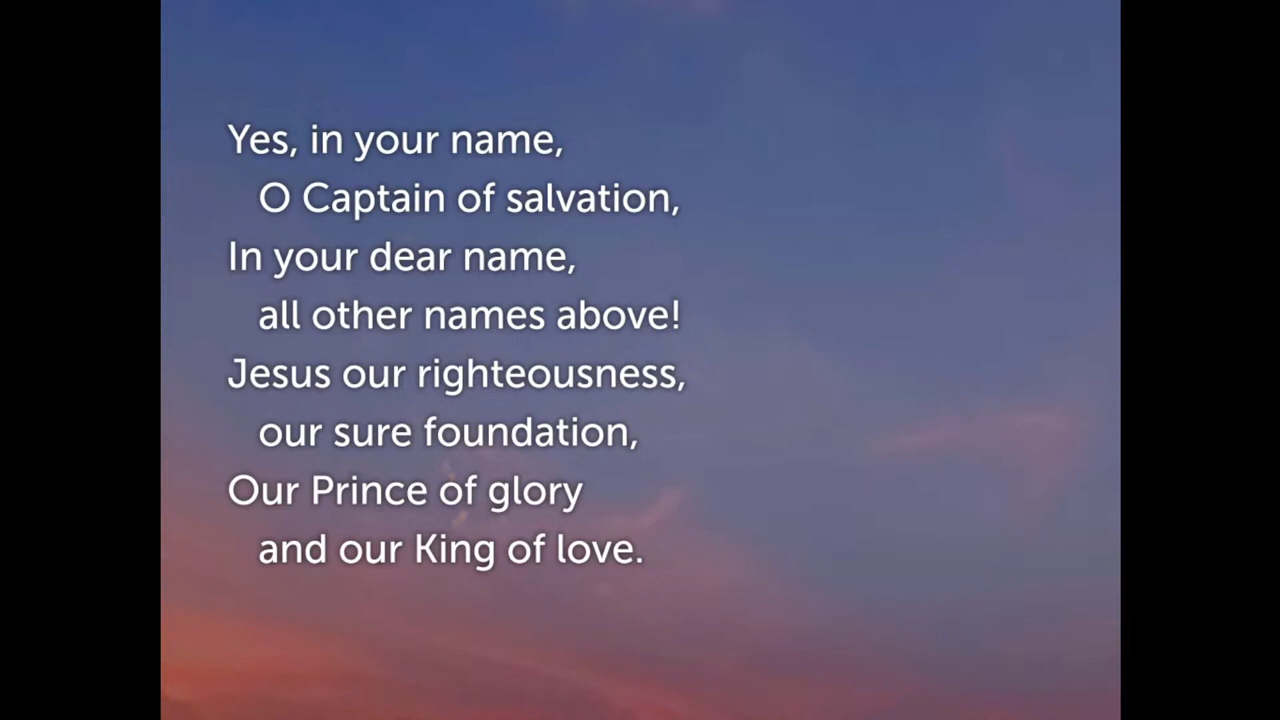 Yes, in your name,
O Captain of salvation,
In your dear name,
all other names above!
Jesus our righteousness,
our sure foundation,
Our Prince of glory
and our King of love.